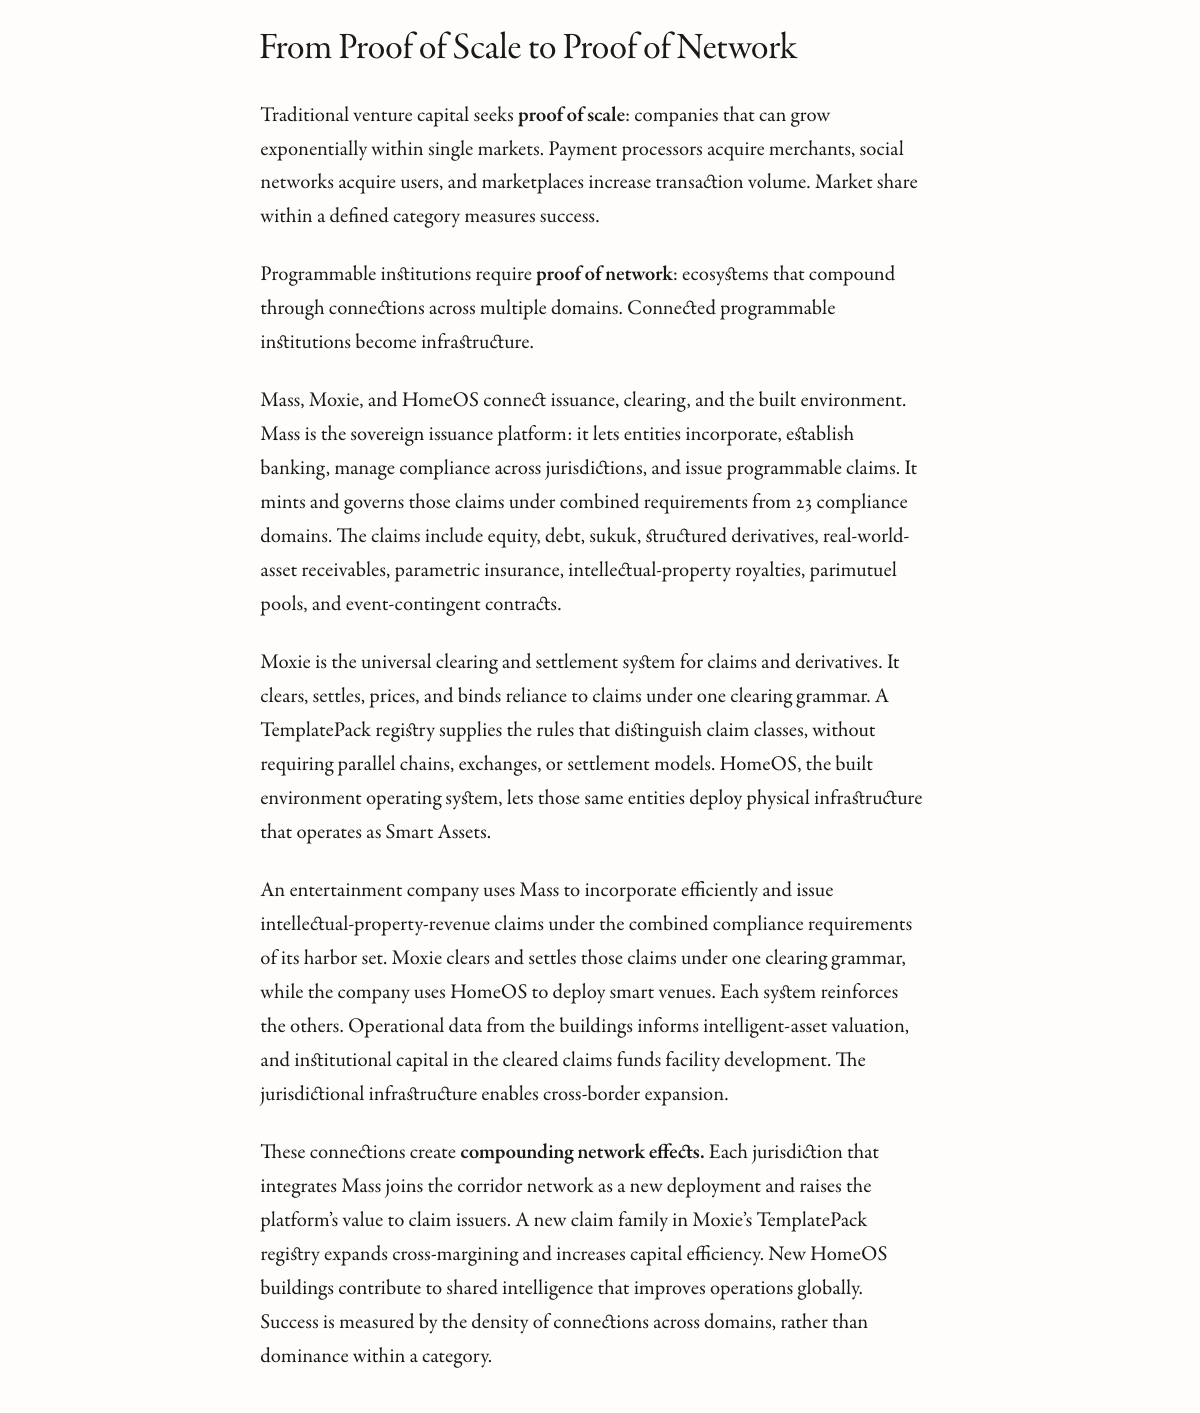 From Proof of Scale to Proof of Network
Traditional venture capital seeks proof of scale: companies that can grow
exponentially within single markets. Payment processors acquire merchants, social
networks acquire users, and marketplaces increase transaction volume. Market share
within a defined category measures success.
Programmable institutions require proof of network: ecosystems that compound
through connections across multiple domains. Connected programmable
institutions become infrastructure.
Mass, Moxie, and HomeOS connect issuance, clearing, and the built environment.
Mass is the sovereign issuance platform: it lets entities incorporate, establish
banking, manage compliance across jurisdictions, and issue programmable claims. It
mints and governs those claims under combined requirements from 23 compliance
domains. The claims include equity, debt, sukuk, structured derivatives, real-world-
asset receivables, parametric insurance, intellectual-property royalties, parimutuel
pools, and event-contingent contracts.
Moxie is the universal clearing and settlement system for claims and derivatives. It
clears, settles, prices, and binds reliance to claims under one clearing grammar. A
TemplatePack registry supplies the rules that distinguish claim classes, without
requiring parallel chains, exchanges, or settlement models. HomeOS, the built
environment operating system, lets those same entities deploy physical infrastructure
that operates as Smart Assets.
An entertainment company uses Mass to incorporate efficiently and issue
intellectual-property-revenue claims under the combined compliance requirements
of its harbor set. Moxie clears and settles those claims under one clearing grammar,
while the company uses HomeOS to deploy smart venues. Each system reinforces
the others. Operational data from the buildings informs intelligent-asset valuation,
and institutional capital in the cleared claims funds facility development. The
jurisdictional infrastructure enables cross-border expansion.
These connections create compounding network effects. Each jurisdiction that
integrates Mass joins the corridor network as a new deployment and raises the
platform’s value to claim issuers. A new claim family in Moxie’s TemplatePack
registry expands cross-margining and increases capital efficiency. New HomeOS
buildings contribute to shared intelligence that improves operations globally.
Success is measured by the density of connections across domains, rather than
dominance within a category.